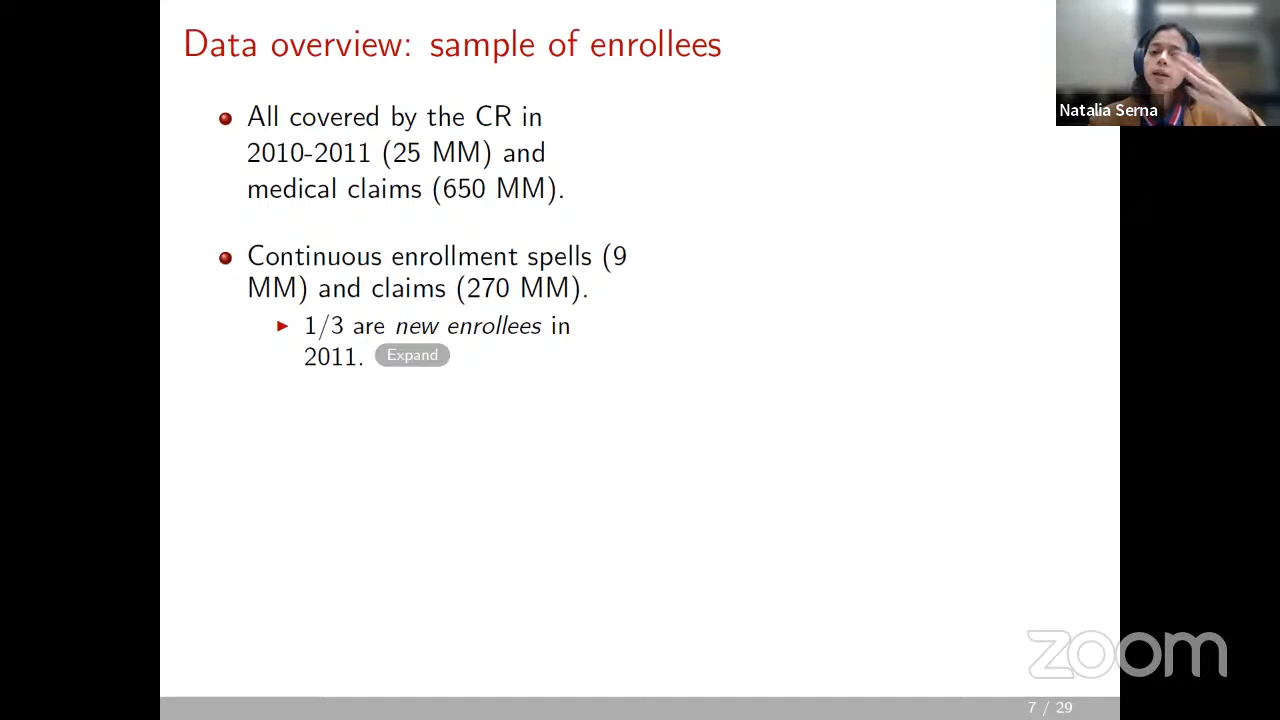 Data overview: sample of enrollees
Natalia Serna
All covered by the CR in
2010-2011 (25 MM) and
medical claims (650 MM).
Continuous enrollment spells (9
MM) and claims (270 MM).
1/3 are new enrollees in
2011. Expand
zoom
7 / 29